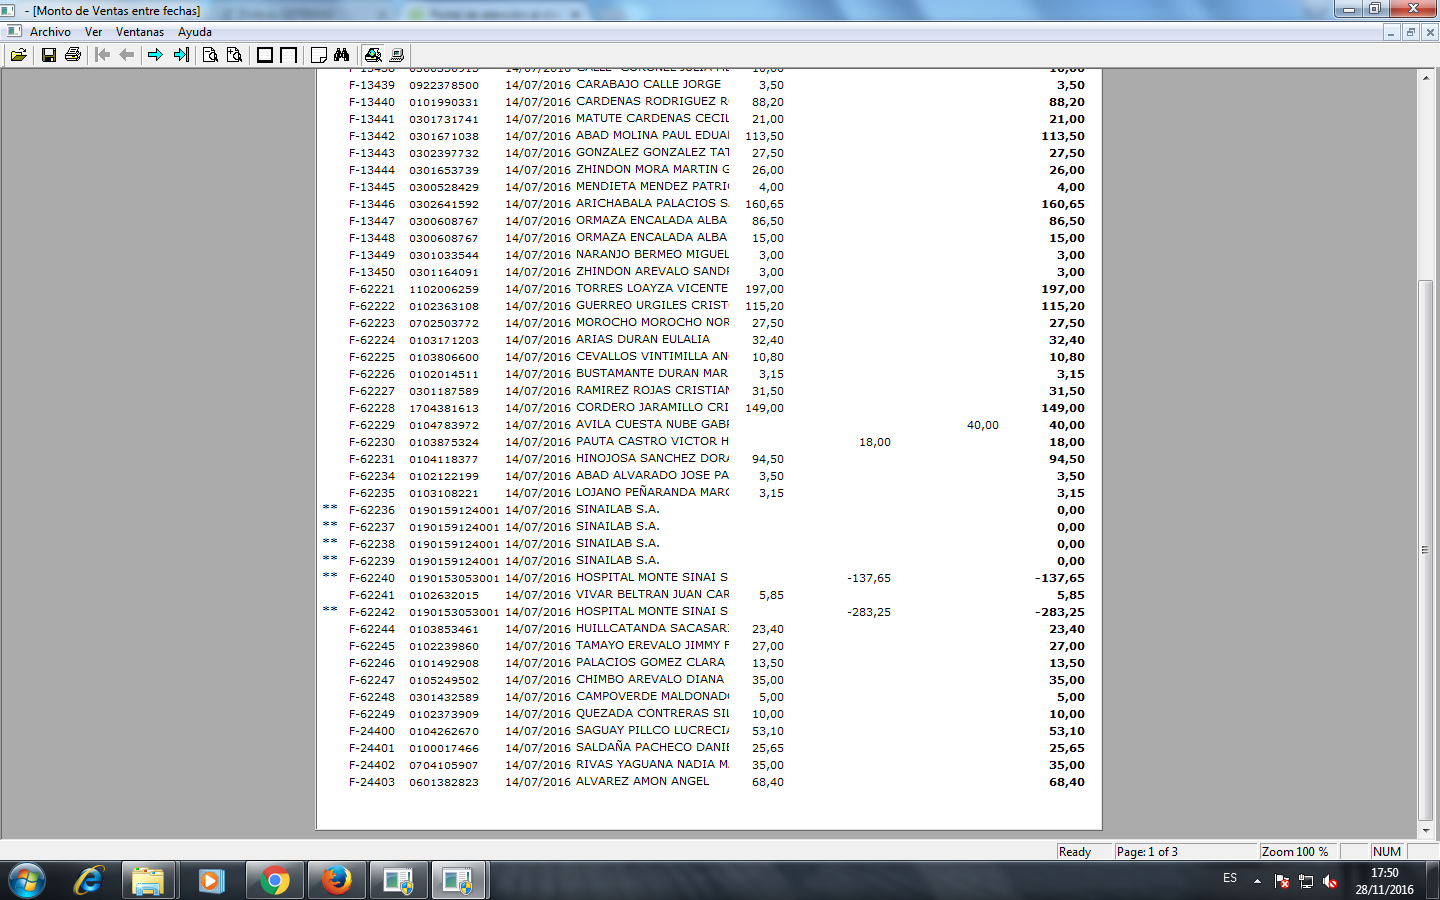 - [Monto de Ventas entre fechas]
Archivo Ver Ventanas Ayuda
F-13439 0922378500 14/07/2016 CARABAJO CALLE JORGE 3,50 3,50
F-13440 0101990331 14/07/2016 CARDENAS RODRIGUEZ 88,20 88,20
F-13441 0301731741 14/07/2016 MATUTE CARDENAS CECIL 21,00 21,00
F-13442 0301671038 14/07/2016 ABAD MOLINA PAUL EDUA 113,50 113,50
F-13443 0302397732 14/07/2016 GONZALEZ GONZALEZ TAT 27,50 27,50
F-13444 0301653739 14/07/2016 ZHINDON MORA MARTIN G 26,00 26,00
F-13445 0300528429 14/07/2016 MENDIETA MENDEZ PATRI 4,00 4,00
F-13446 0302641592 14/07/2016 ARICHABALA PALACIOS S 160,65 160,65
F-13447 0300608767 14/07/2016 ORMAZA ENCALADA ALBA 86,50 86,50
F-13448 0300608767 14/07/2016 ORMAZA ENCALADA ALBA 15,00 15,00
F-13449 0301033544 14/07/2016 NARANJO BERMEO MIGUEL 3,00 3,00
F-13450 0301164091 14/07/2016 ZHINDON AREVALO SAND 3,00 3,00
F-62221 1102006259 14/07/2016 TORRES LOAYZA VICENTE 197,00 197,00
F-62222 0102363108 14/07/2016 GUERREO URGILES CRIST 115,20 115,20
F-62223 0702503772 14/07/2016 MOROCHO MOROCHO NOR 27,50 27,50
F-62224 0103171203 14/07/2016 ARIAS DURAN EULALIA 32,40 32,40
F-62225 0103806600 14/07/2016 CEVALLOS VINTIMILLA AN 10,80 10,80
F-62226 0102014511 14/07/2016 BUSTAMANTE DURAN MAR 3,15 3,15
F-62227 0301187589 14/07/2016 RAMIREZ ROJAS CRISTIAN 31,50 31,50
F-62228 1704381613 14/07/2016 CORDERO JARAMILLO CRI 149,00 149,00
F-62229 0104783972 14/07/2016 AVILA CUESTA NUBE GAB 40,00 40,00
F-62230 0103875324 14/07/2016 PAUTA CASTRO VICTOR H 18,00 18,00
F-62231 0104118377 14/07/2016 HINOJOSA SANCHEZ DOR 94,50 94,50
F-62234 0102122199 14/07/2016 ABAD ALVARADO JOSE PA 3,50 3,50
F-62235 0103108221 14/07/2016 LOJANO PEÑARANDA MAR 3,15 3,15
** F-62236 0190159124001 14/07/2016 SINAILAB S.A. 0,00
** F-62237 0190159124001 14/07/2016 SINAILAB S.A. 0,00
** F-62238 0190159124001 14/07/2016 SINAILAB S.A. 0,00
** F-62239 0190159124001 14/07/2016 SINAILAB S.A. 0,00
** F-62240 0190153053001 14/07/2016 HOSPITAL MONTE SINAI S -137,65 -137,65
F-62241 0102632015 14/07/2016 VIVAR BELTRAN JUAN CAR 5,85 5,85
** F-62242 0190153053001 14/07/2016 HOSPITAL MONTE SINAI S -283,25 -283,25
F-62244 0103853461 14/07/2016 HUILLCATANDA SACASAR 23,40 23,40
F-62245 0102239860 14/07/2016 TAMAYO EREVALO JIMMY F 27,00 27,00
F-62246 0101492908 14/07/2016 PALACIOS GOMEZ CLARA 13,50 13,50
F-62247 0105249502 14/07/2016 CHIMBO AREVALO DIANA 35,00 35,00
F-62248 0301432589 14/07/2016 CAMPOVERDE MALDONAD 5,00 5,00
F-62249 0102373909 14/07/2016 QUEZADA CONTRERAS SIL 10,00 10,00
F-24400 0104262670 14/07/2016 SAGUAY PILLCO LUCRECIA 53,10 53,10
F-24401 0100017466 14/07/2016 SALDAÑA PACHECO DANIE 25,65 25,65
F-24402 0704105907 14/07/2016 RIVAS YAGUANA NADIA M 35,00 35,00
F-24403 0601382823 14/07/2016 ALVAREZ AMON ANGEL 68,40 68,40
Ready Page: 1 of 3 Zoom 100 % NUM
ES 17:50
28/11/2016